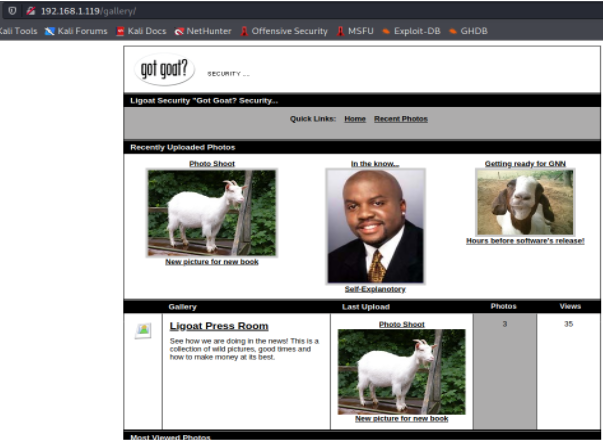 192.168.1.119/gallery/
Kali Tools Kali Forums Kali Docs NetHunter Offensive Security MSFU Exploit-DB GHDB
got goat?
SECURITY ...
Ligoat Security "Got Goat? Security...
Quick Links: Home Recent Photos
Recently Uploaded Photos
Photo Shoot In the know... Getting ready for GNN
Hours before software's release!
New picture for new book
Self-Explanotory
Gallery Last Upload Photos Views
Ligoat Press Room
Photo Shoot
3
35
See how we are doing in the news! This is a
collection of wild pictures, good times and
how to make money at its best.
New picture for new book
Most Viewed Photos